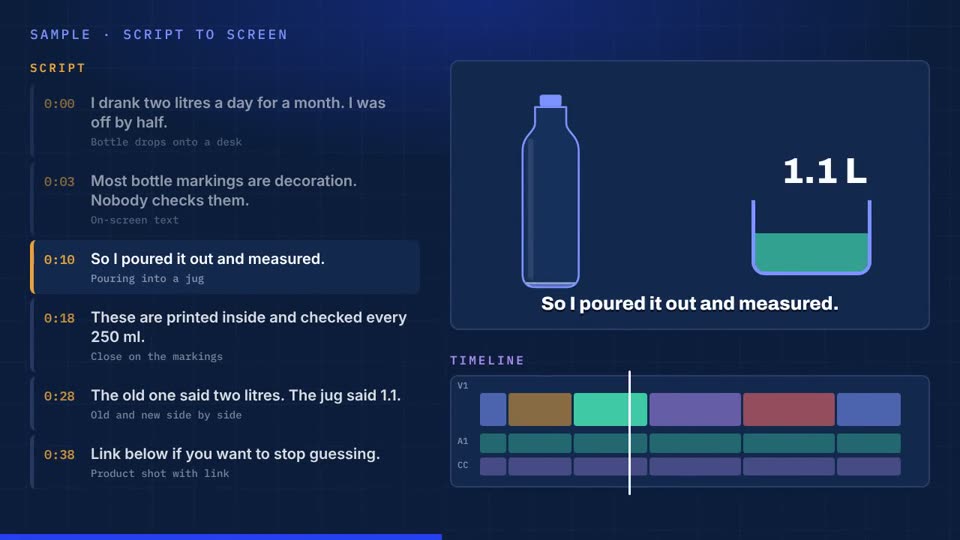 SAMPLE · SCRIPT TO SCREEN
SCRIPT
0:00 I drank two litres a day for a month. I was
off by half.
Bottle drops onto a desk
0:03 Most bottle markings are decoration.
Nobody checks them.
On-screen text
0:10 So I poured it out and measured.
Pouring into a jug
0:18 These are printed inside and checked every
250 ml.
Close on the markings
0:28 The old one said two litres. The jug said 1.1.
Old and new side by side
0:38 Link below if you want to stop guessing.
Product shot with link
1.1 L
So I poured it out and measured.
TIMELINE
V1
A1
CC